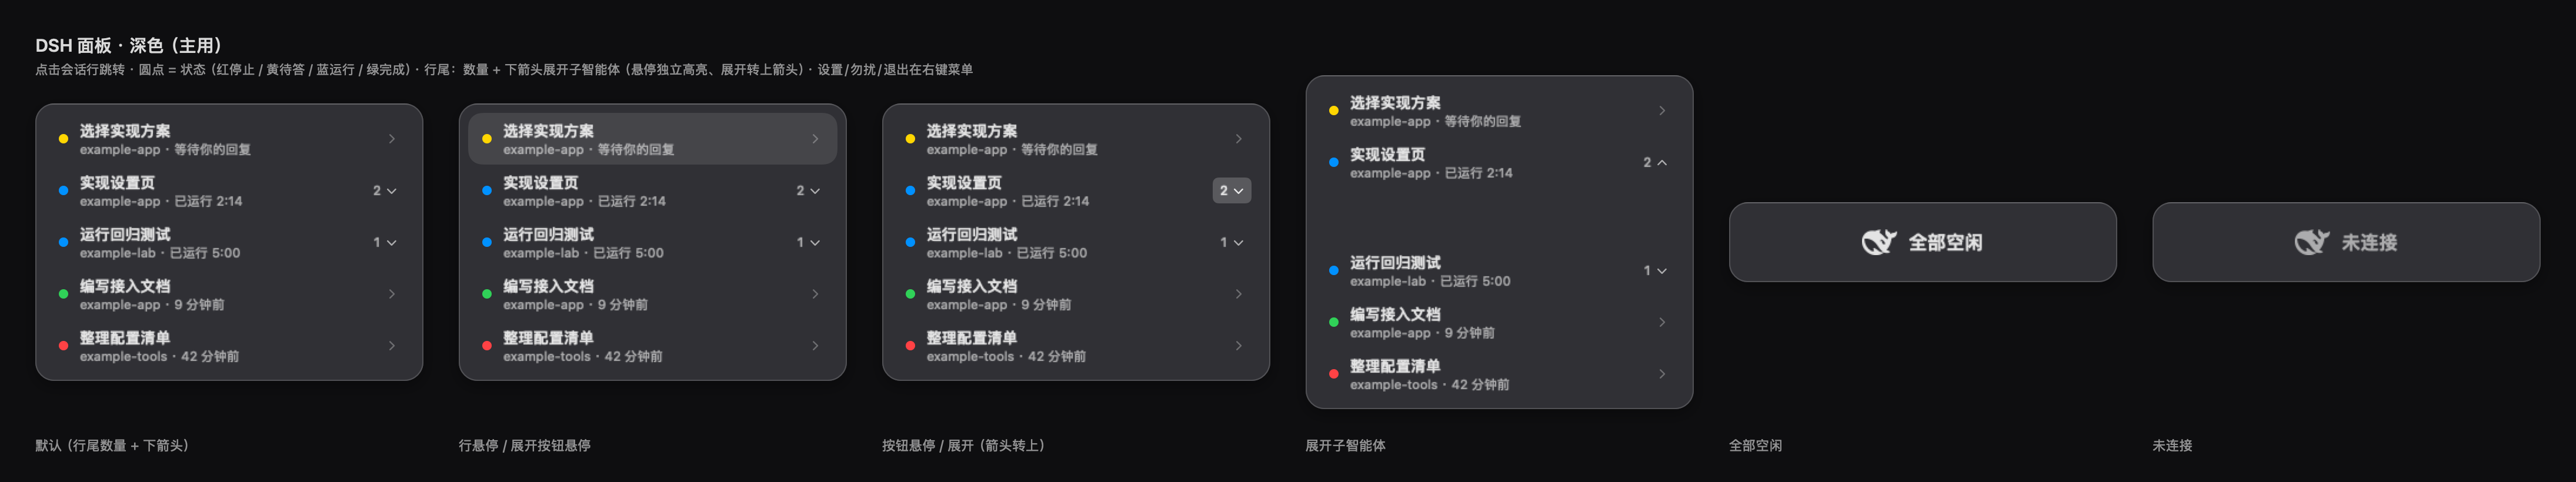 DSH 面板 · 深色（主用）
点击会话行跳转 · 圆点 = 状态（红停止 / 黄待答 / 蓝运行 / 绿完成）· 行尾：数量 + 下箭头展开子智能体（悬停独立高亮、展开转上箭头）· 设置/勿扰/退出在右键菜单
选择实现方案
example-app · 等待你的回复
实现设置页
example-app · 已运行 2:14
2
运行回归测试
example-lab · 已运行 5:00
1
编写接入文档
example-app · 9 分钟前
整理配置清单
example-tools · 42 分钟前
默认（行尾数量 + 下箭头）
选择实现方案
example-app · 等待你的回复
实现设置页
example-app · 已运行 2:14
2
运行回归测试
example-lab · 已运行 5:00
1
编写接入文档
example-app · 9 分钟前
整理配置清单
example-tools · 42 分钟前
行悬停 / 展开按钮悬停
选择实现方案
example-app · 等待你的回复
实现设置页
example-app · 已运行 2:14
2
运行回归测试
example-lab · 已运行 5:00
1
编写接入文档
example-app · 9 分钟前
整理配置清单
example-tools · 42 分钟前
按钮悬停 / 展开（箭头转上）
选择实现方案
example-app · 等待你的回复
实现设置页
example-app · 已运行 2:14
2
运行回归测试
example-lab · 已运行 5:00
1
编写接入文档
example-app · 9 分钟前
整理配置清单
example-tools · 42 分钟前
展开子智能体
全部空闲
全部空闲
未连接
未连接